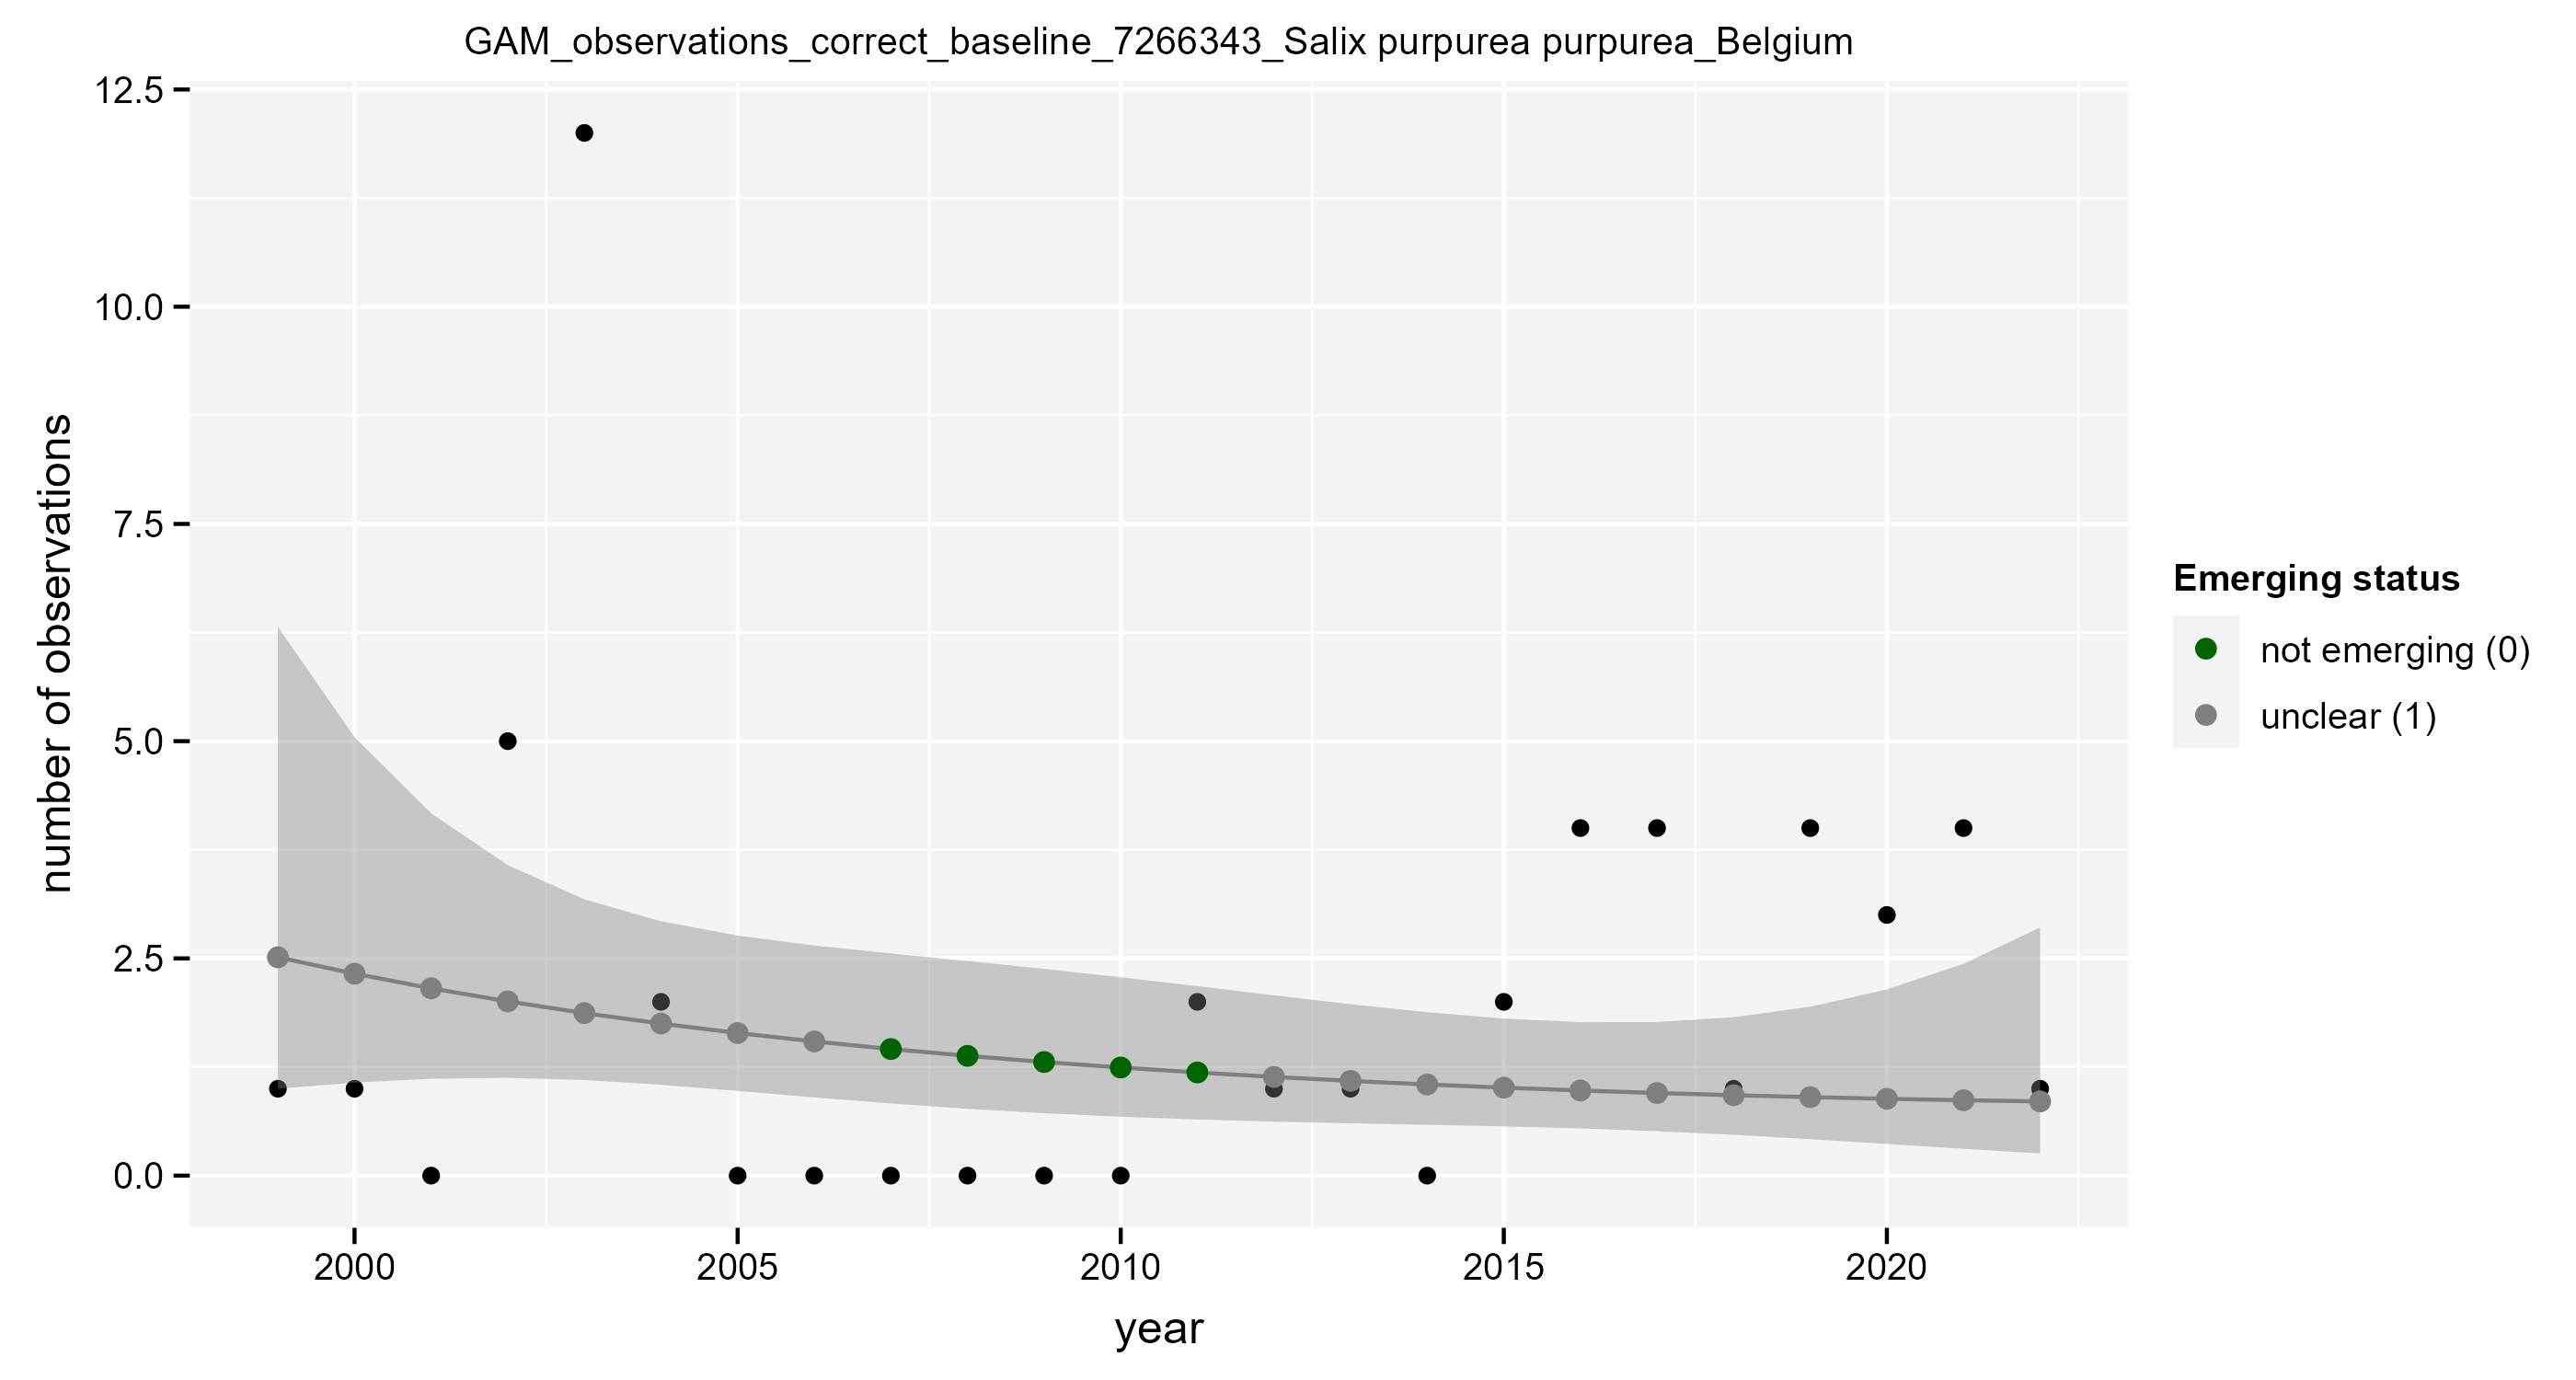 GAM_observations_correct_baseline_7266343_Salix purpurea purpurea_Belgium
12.5
10.0
7.5
5.0
2.5
0.0
number of observations
2000
2005
2010
2015
2020
year
Emerging status
not emerging (0)
unclear (1)